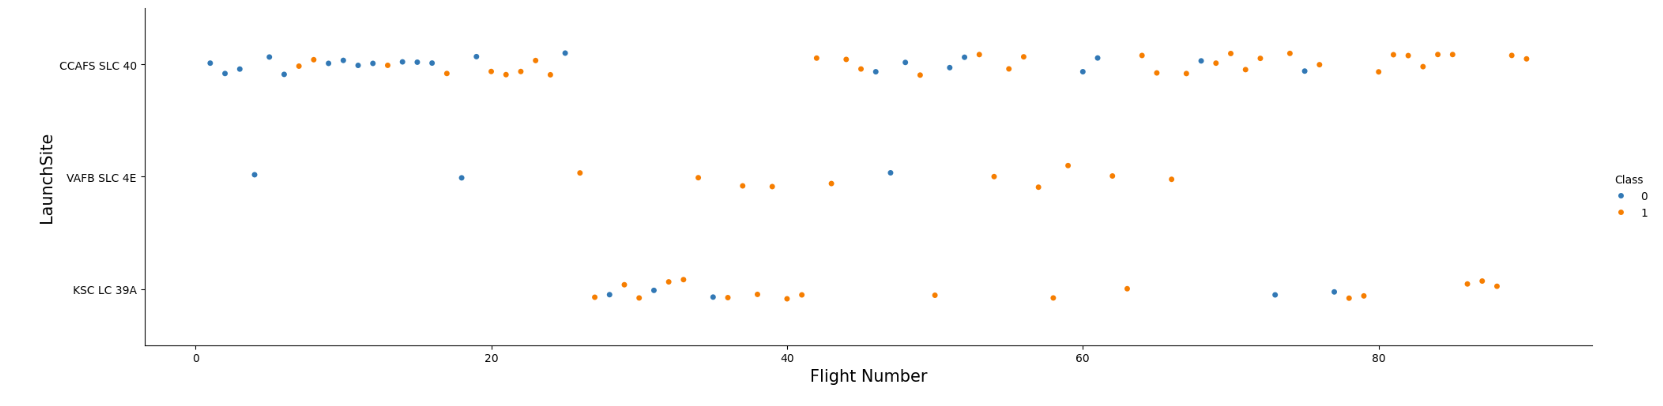 LaunchSite
CCAFS SLC 40
VAFB SLC 4E
KSC LC 39A
0 20 40 60 80
Flight Number
Class
0
1